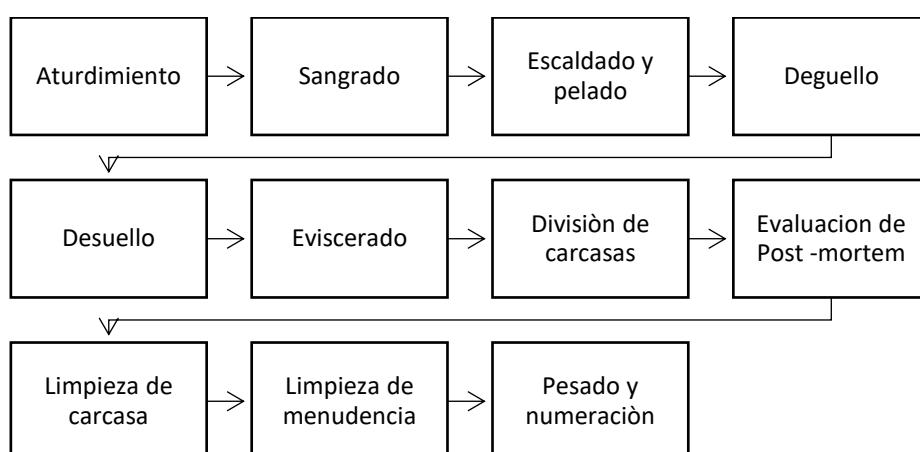 Aturdimiento
Sangrado
Escaldado y
pelado
Deguello
Desuello
Eviscerado
Divisiòn de
carcasas
Evaluacion de
Post -mortem
Limpieza de
carcasa
Limpieza de
menudencia
Pesado y
numeraciòn